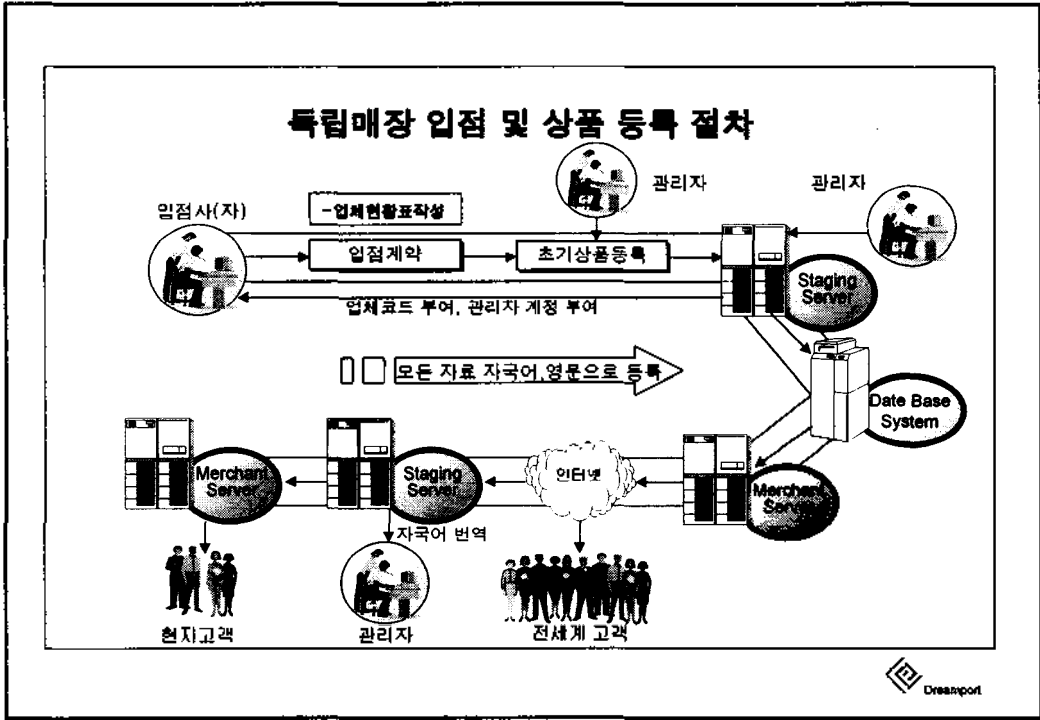 독립매장 입점 및 상품 등록 절차
관리자
관리자
입점사(자)
-업체현황표작성
입점계약
초기상품등록
Staging
Server
업체코드 부여, 관리자 계정 부여
모든 자료 자국어,영문으로 등록
Date Base
System
Merchant
Server
Staging
Server
인터넷
Merchant
Server
자국어 번역
현지고객
관리자
전세계 고객
Dreamport